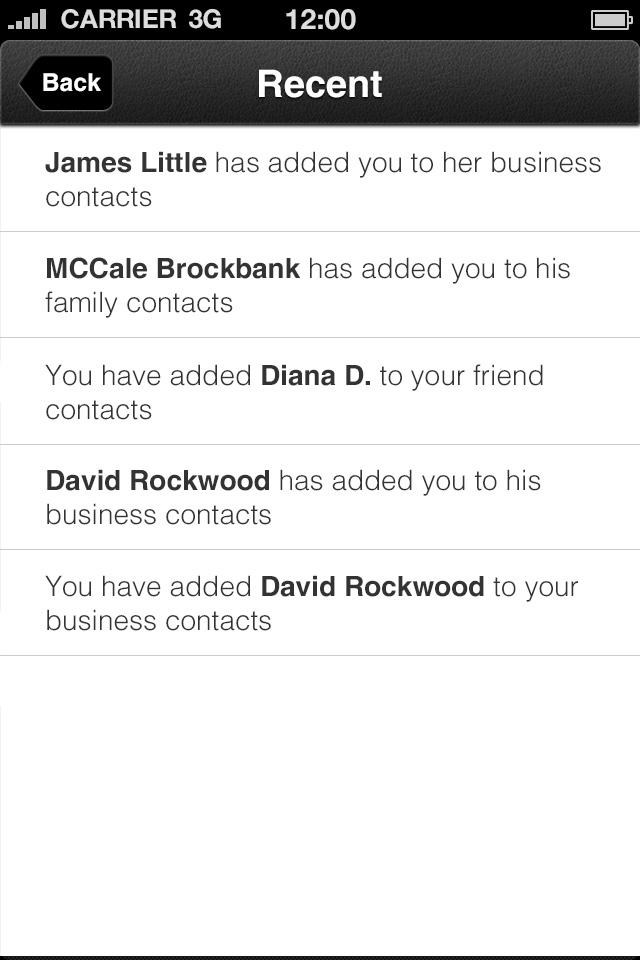 CARRIER 3G 12:00
Back Recent
James Little has added you to her business
contacts
MCCale Brockbank has added you to his
family contacts
You have added Diana D. to your friend
contacts
David Rockwood has added you to his
business contacts
You have added David Rockwood to your
business contacts